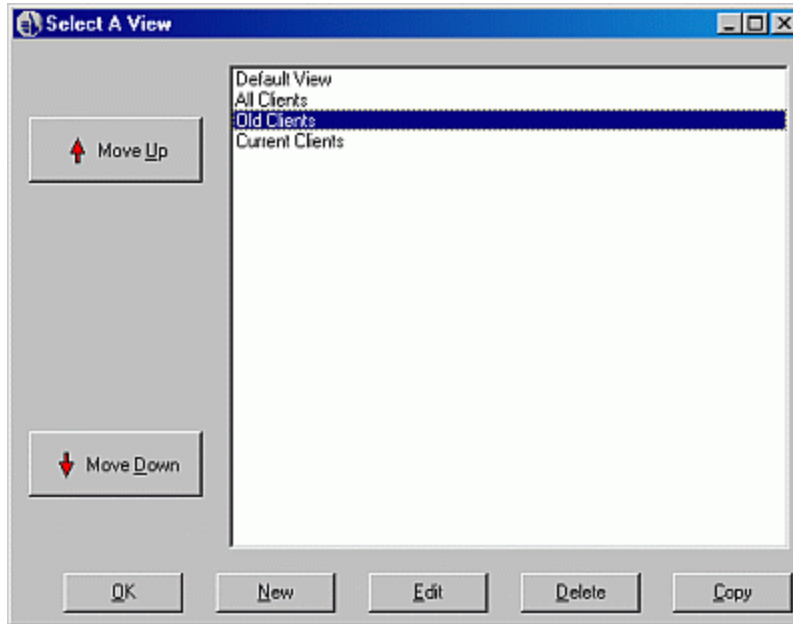 Select A View
Default View
All Clients
Old Clients
Current Clients
Move Up
Move Down
OK
New
Edit
Delete
Copy